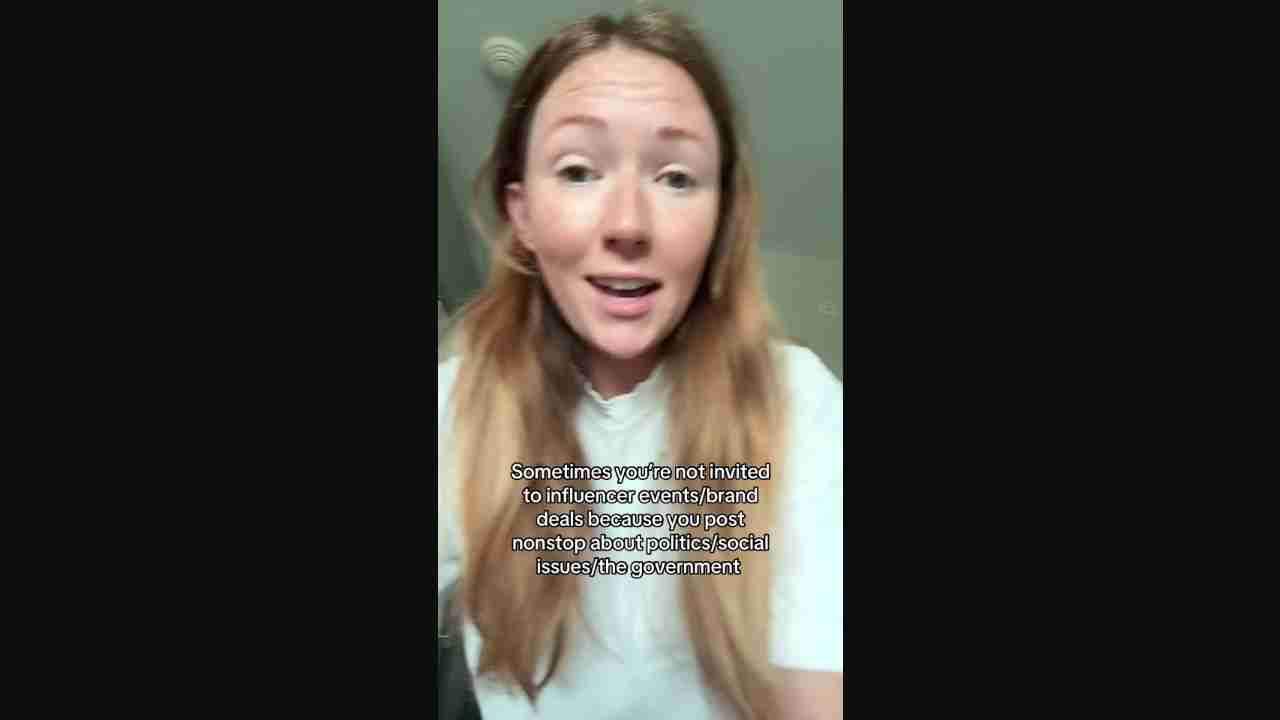 Sometimes you're not invited
to influencer events/brand
deals because you post
nonstop about politics/social
issues/the government